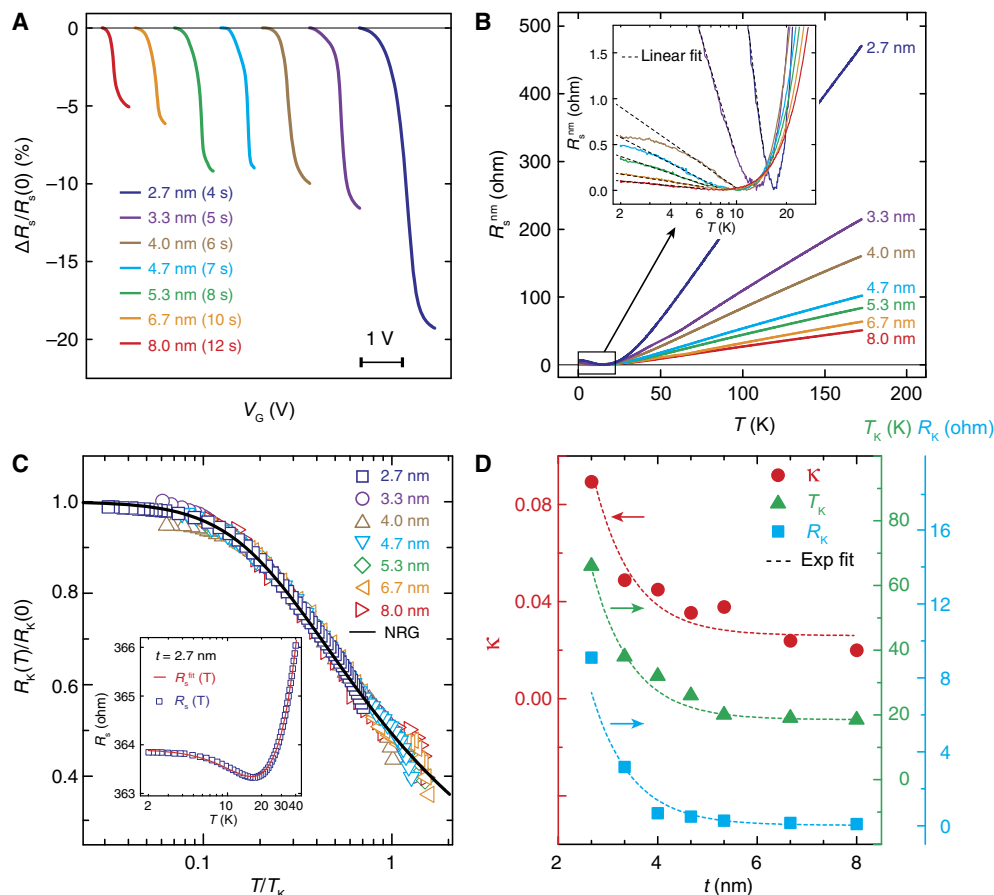 A
ΔR_s/R_s(0) (%)
0
−5
−10
−15
−20
2.7 nm (4 s)
3.3 nm (5 s)
4.0 nm (6 s)
4.7 nm (7 s)
5.3 nm (8 s)
6.7 nm (10 s)
8.0 nm (12 s)
1 V
V_G (V)
B
R_s^nm (ohm)
500
450
400
350
300
250
200
150
100
50
0
0 50 100 150 200
T (K)
2.7 nm
3.3 nm
4.0 nm
4.7 nm
5.3 nm
6.7 nm
8.0 nm
R_s^nm (ohm)
1.5
1.0
0.5
0.0
Linear fit
2 4 6 8 10 20
T (K)
C
R_K(T)/R_K(0)
1.0
0.8
0.6
0.4
0.1 1
T/T_K
2.7 nm
3.3 nm
4.0 nm
4.7 nm
5.3 nm
6.7 nm
8.0 nm
NRG
R_s (ohm)
366
365
364
363
t = 2.7 nm
R_s^fit (T)
R_s (T)
2 10 20 30 40
T (K)
D
κ
0.08
0.04
0.00
κ
T_K
R_K
Exp fit
2 4 6 8
t (nm)
T_K (K) R_K (ohm)
80
60
40
20
0
16
12
8
4
0